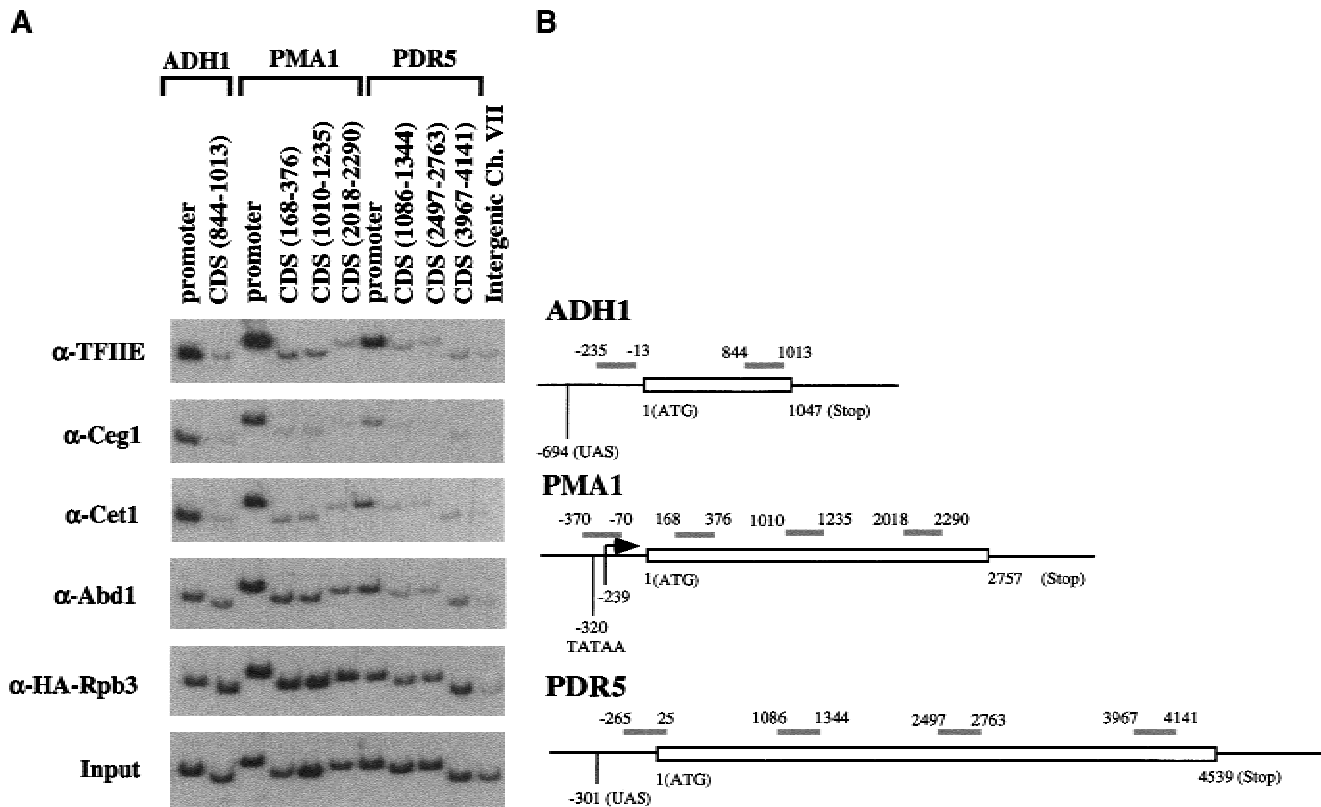 A
ADH1 PMA1 PDR5
promoter
CDS (844-1013)
promoter
CDS (168-376)
CDS (1010-1235)
CDS (2018-2290)
promoter
CDS (1086-1344)
CDS (2497-2763)
CDS (3967-4141)
Intergenic Ch. VII
α-TFIIE
α-Ceg1
α-Cet1
α-Abd1
α-HA-Rpb3
Input
B
ADH1
-235 -13 844 1013
1(ATG) 1047 (Stop)
-694 (UAS)
PMA1
-370 -70 168 376 1010 1235 2018 2290
1(ATG) 2757 (Stop)
-239
-320
TATAA
PDR5
-265 25 1086 1344 2497 2763 3967 4141
1(ATG) 4539 (Stop)
-301 (UAS)